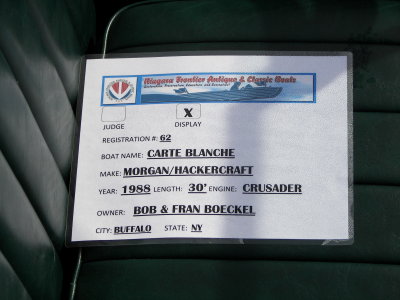 Niagara Frontier Antique & Classic Boats
X
JUDGE DISPLAY
REGISTRATION #: 62
BOAT NAME: CARTE BLANCHE
MAKE: MORGAN/HACKERCRAFT
YEAR: 1988 LENGTH: 30' ENGINE: CRUSADER
OWNER: BOB & FRAN BOECKEL
CITY: BUFFALO STATE: NY